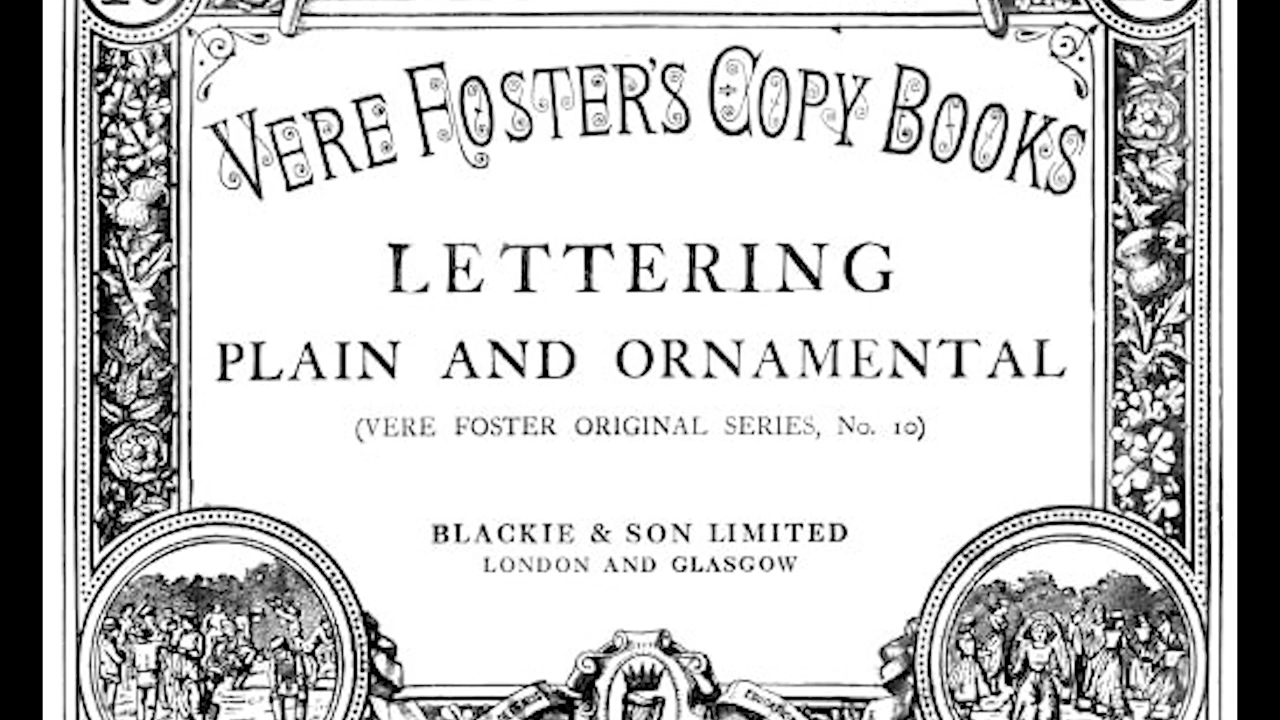 VERE FOSTER'S COPY BOOKS
LETTERING
PLAIN AND ORNAMENTAL
(VERE FOSTER ORIGINAL SERIES, No. 10)
BLACKIE & SON LIMITED
LONDON AND GLASGOW